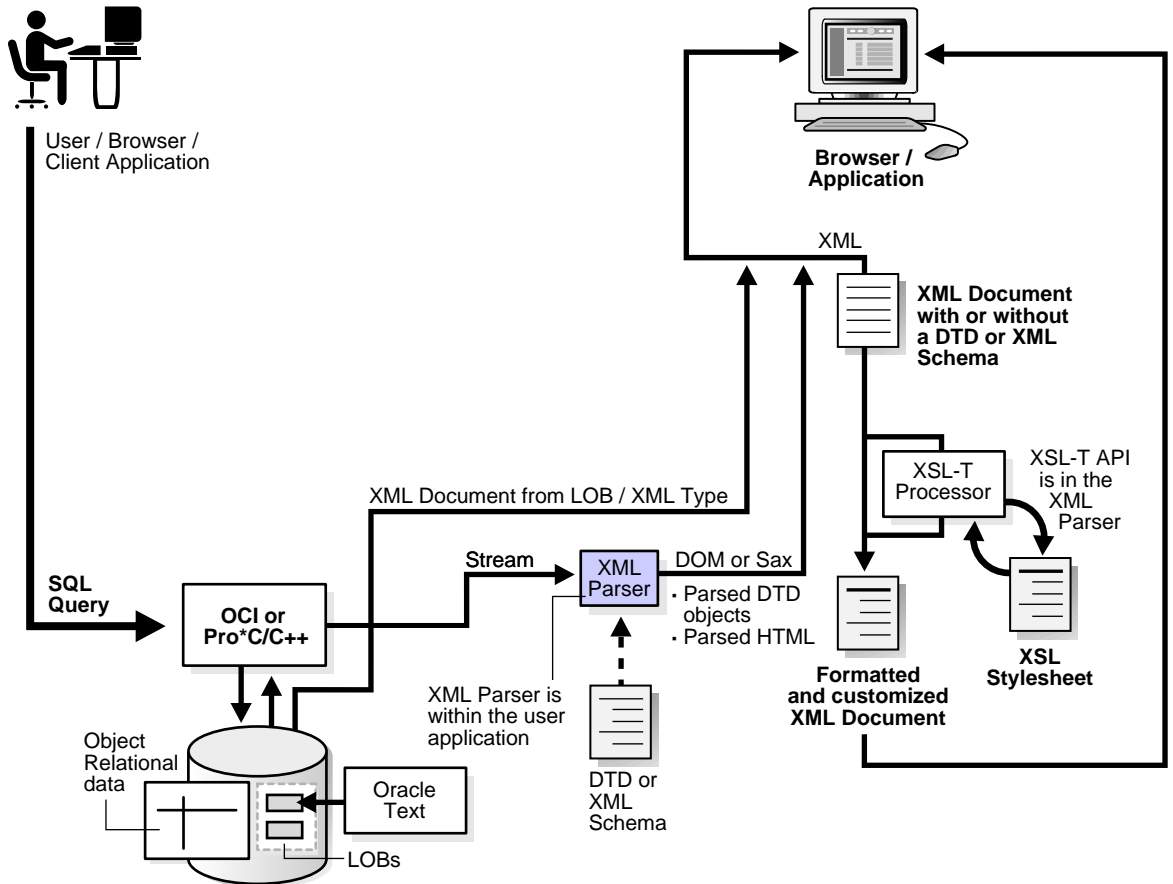 User / Browser /
Client Application
Browser /
Application
XML
XML Document
with or without
a DTD or XML
Schema
XSL-T
Processor
XSL-T API
is in the
XML
Parser
XML Document from LOB / XML Type
SQL
Query
OCI or
Pro*C/C++
Stream
XML
Parser
DOM or Sax
· Parsed DTD
objects
· Parsed HTML
XSL
Stylesheet
Formatted
and customized
XML Document
XML Parser is
within the user
application
Object
Relational
data
Oracle
Text
LOBs
DTD or
XML
Schema